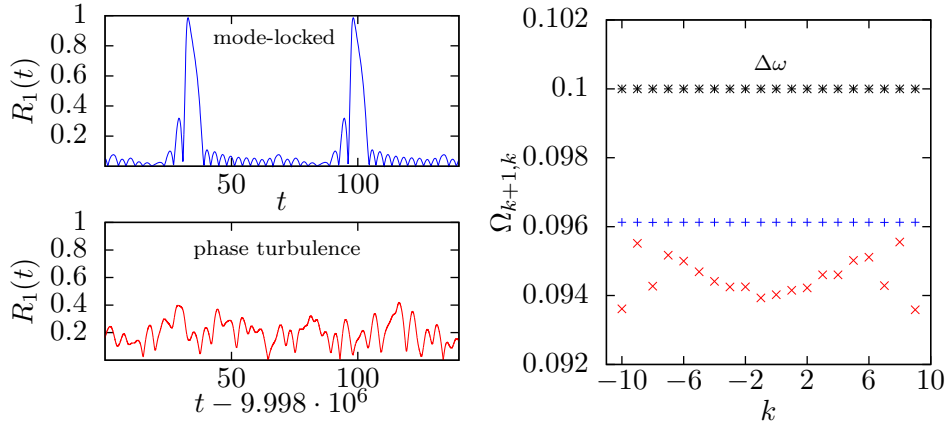 1
0.8
0.6
0.4
0.2
R₁(t)
mode-locked
50
100
t
1
0.8
0.6
0.4
0.2
R₁(t)
phase turbulence
50
100
t − 9.998 · 10⁶
0.102
0.1
0.098
0.096
0.094
0.092
Ωₖ₊₁,ₖ
Δω
−10
−6
−2
2
6
10
k